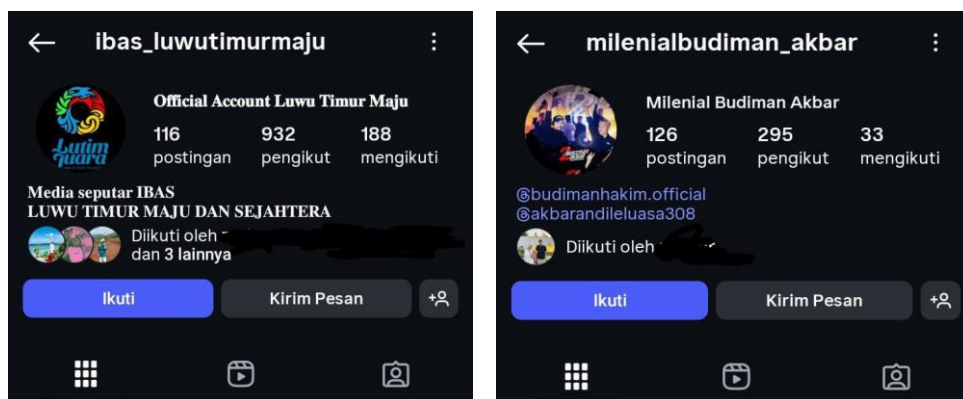 ibas_luwutimurmaju
Lutim
Juara
Official Account Luwu Timur Maju
116 932 188
postingan pengikut mengikuti
Media seputar IBAS
LUWU TIMUR MAJU DAN SEJAHTERA
Diikuti oleh
dan 3 lainnya
Ikuti Kirim Pesan
milenialbudiman_akbar
Milenial Budiman Akbar
126 295 33
postingan pengikut mengikuti
@budimanhakim.official
@akbarandileluasa308
Diikuti oleh
Ikuti Kirim Pesan